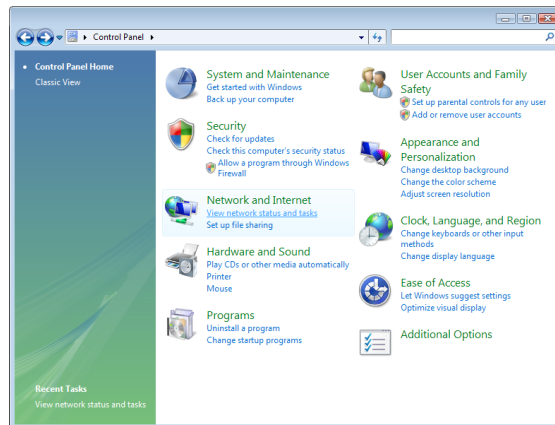 Control Panel
Control Panel Home
Classic View
Recent Tasks
View network status and tasks
System and Maintenance
Get started with Windows
Back up your computer
Security
Check for updates
Check this computer's security status
Allow a program through Windows
Firewall
Network and Internet
View network status and tasks
Set up file sharing
Hardware and Sound
Play CDs or other media automatically
Printer
Mouse
Programs
Uninstall a program
Change startup programs
User Accounts and Family
Safety
Set up parental controls for any user
Add or remove user accounts
Appearance and
Personalization
Change desktop background
Change the color scheme
Adjust screen resolution
Clock, Language, and Region
Change keyboards or other input
methods
Change display language
Ease of Access
Let Windows suggest settings
Optimize visual display
Additional Options